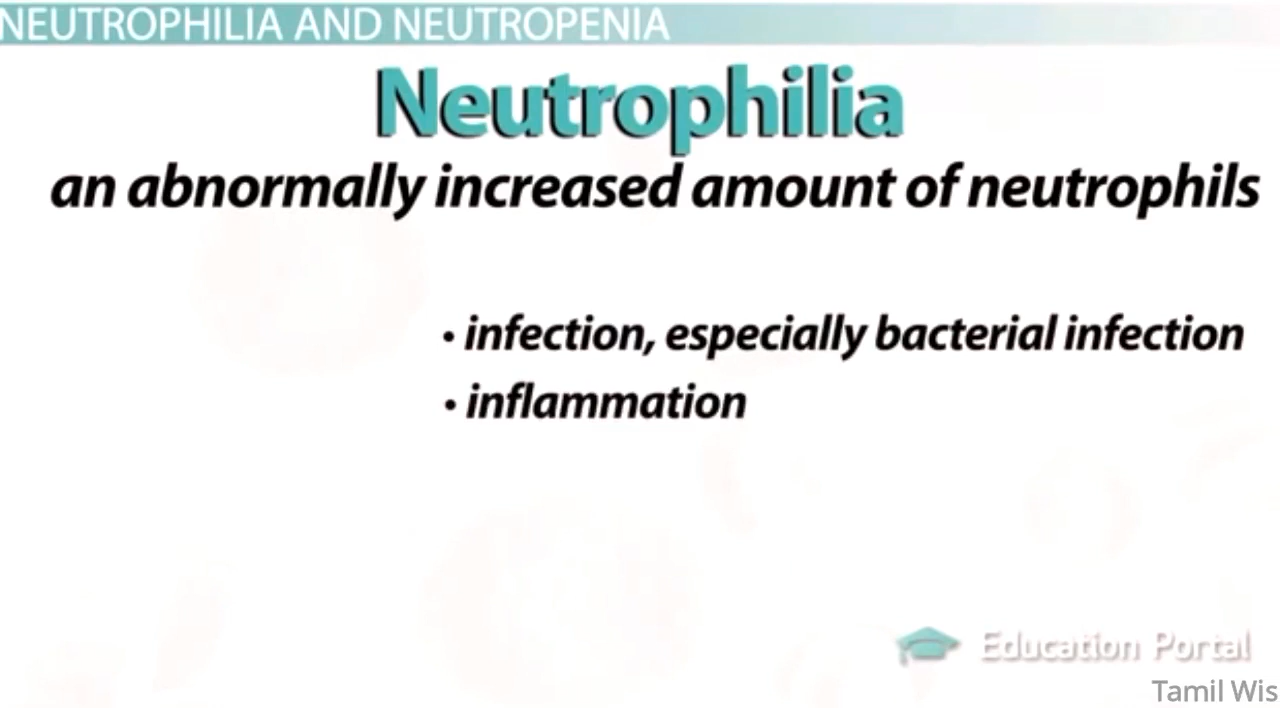 NEUTROPHILIA AND NEUTROPENIA
Neutrophilia
an abnormally increased amount of neutrophils
• infection, especially bacterial infection
• inflammation
Education Portal
Tamil Wis